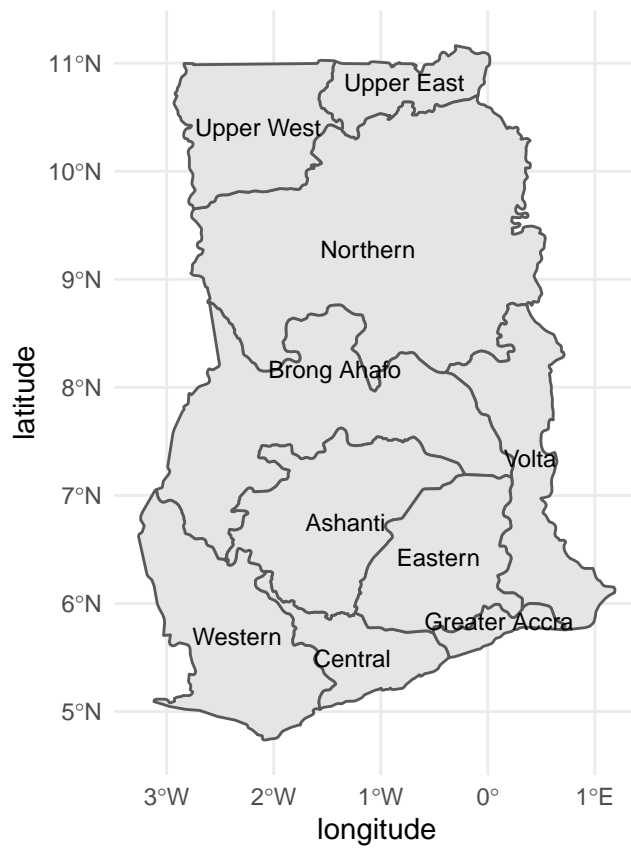 11°N
Upper East
Upper West
10°N
Northern
9°N
Brong Ahafo
8°N
Volta
7°N
Ashanti
Eastern
6°N
Greater Accra
Western
Central
5°N
latitude
3°W 2°W 1°W 0° 1°E
longitude